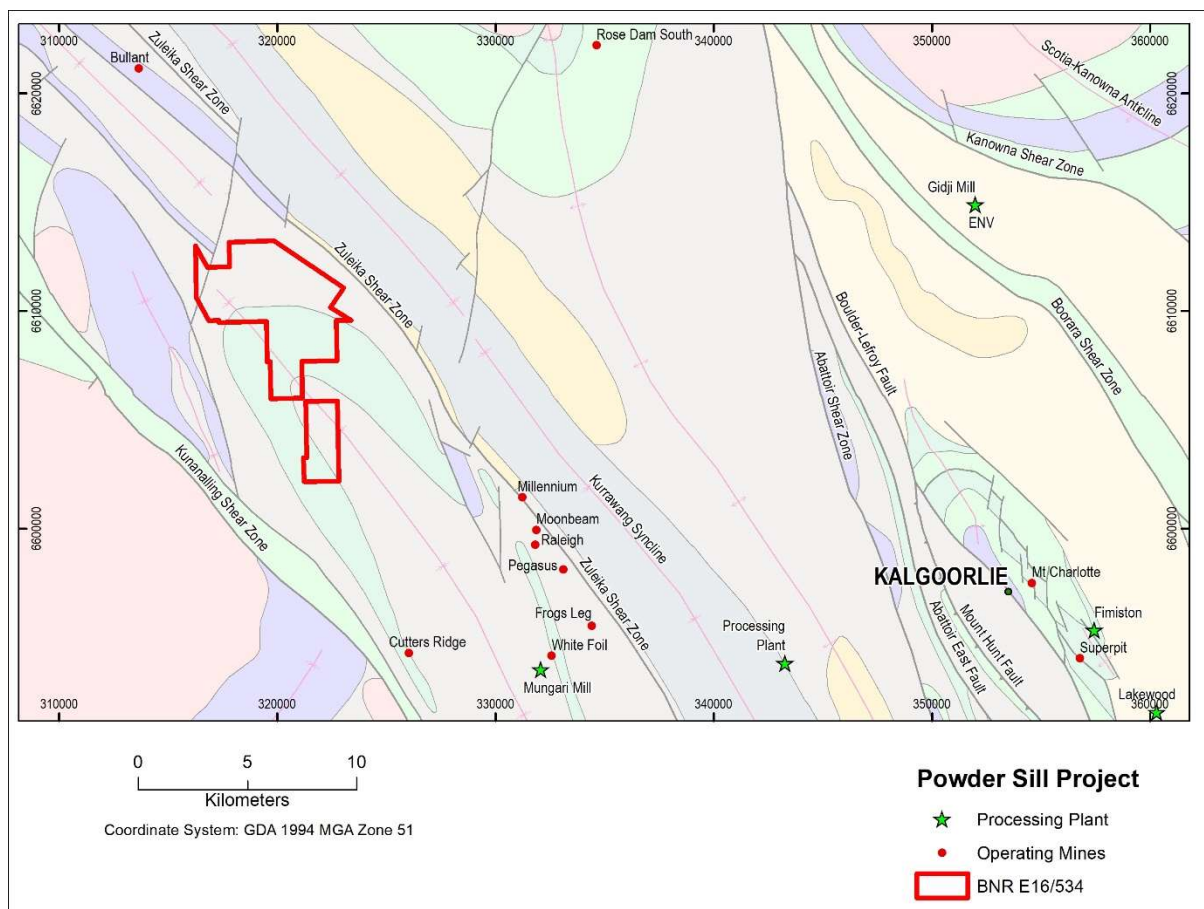 310000
320000
330000
340000
350000
360000
6620000
6620000
Zuleika Shear Zone
Bullant
Rose Dam South
Scotia-Kanowna Anticline
Kanowna Shear Zone
Gidji Mill
ENV
Zuleika Shear Zone
6610000
6610000
Boulder-Lefroy Fault
Boorara Shear Zone
Abattoir Shear Zone
Kunanalling Shear Zone
Kurrawang Syncline
Millennium
Moonbeam
Raleigh
Pegasus
Zuleika Shear Zone
6600000
6600000
KALGOORLIE
Mt Charlotte
Frogs Leg
Fimiston
Cutters Ridge
White Foil
Processing
Plant
Mungari Mill
Abattoir East Fault
Mount Hunt Fault
Superpit
Lakewood
310000
320000
330000
340000
350000
360000
0 5 10
Kilometers
Coordinate System: GDA 1994 MGA Zone 51
Powder Sill Project
Processing Plant
Operating Mines
BNR E16/534